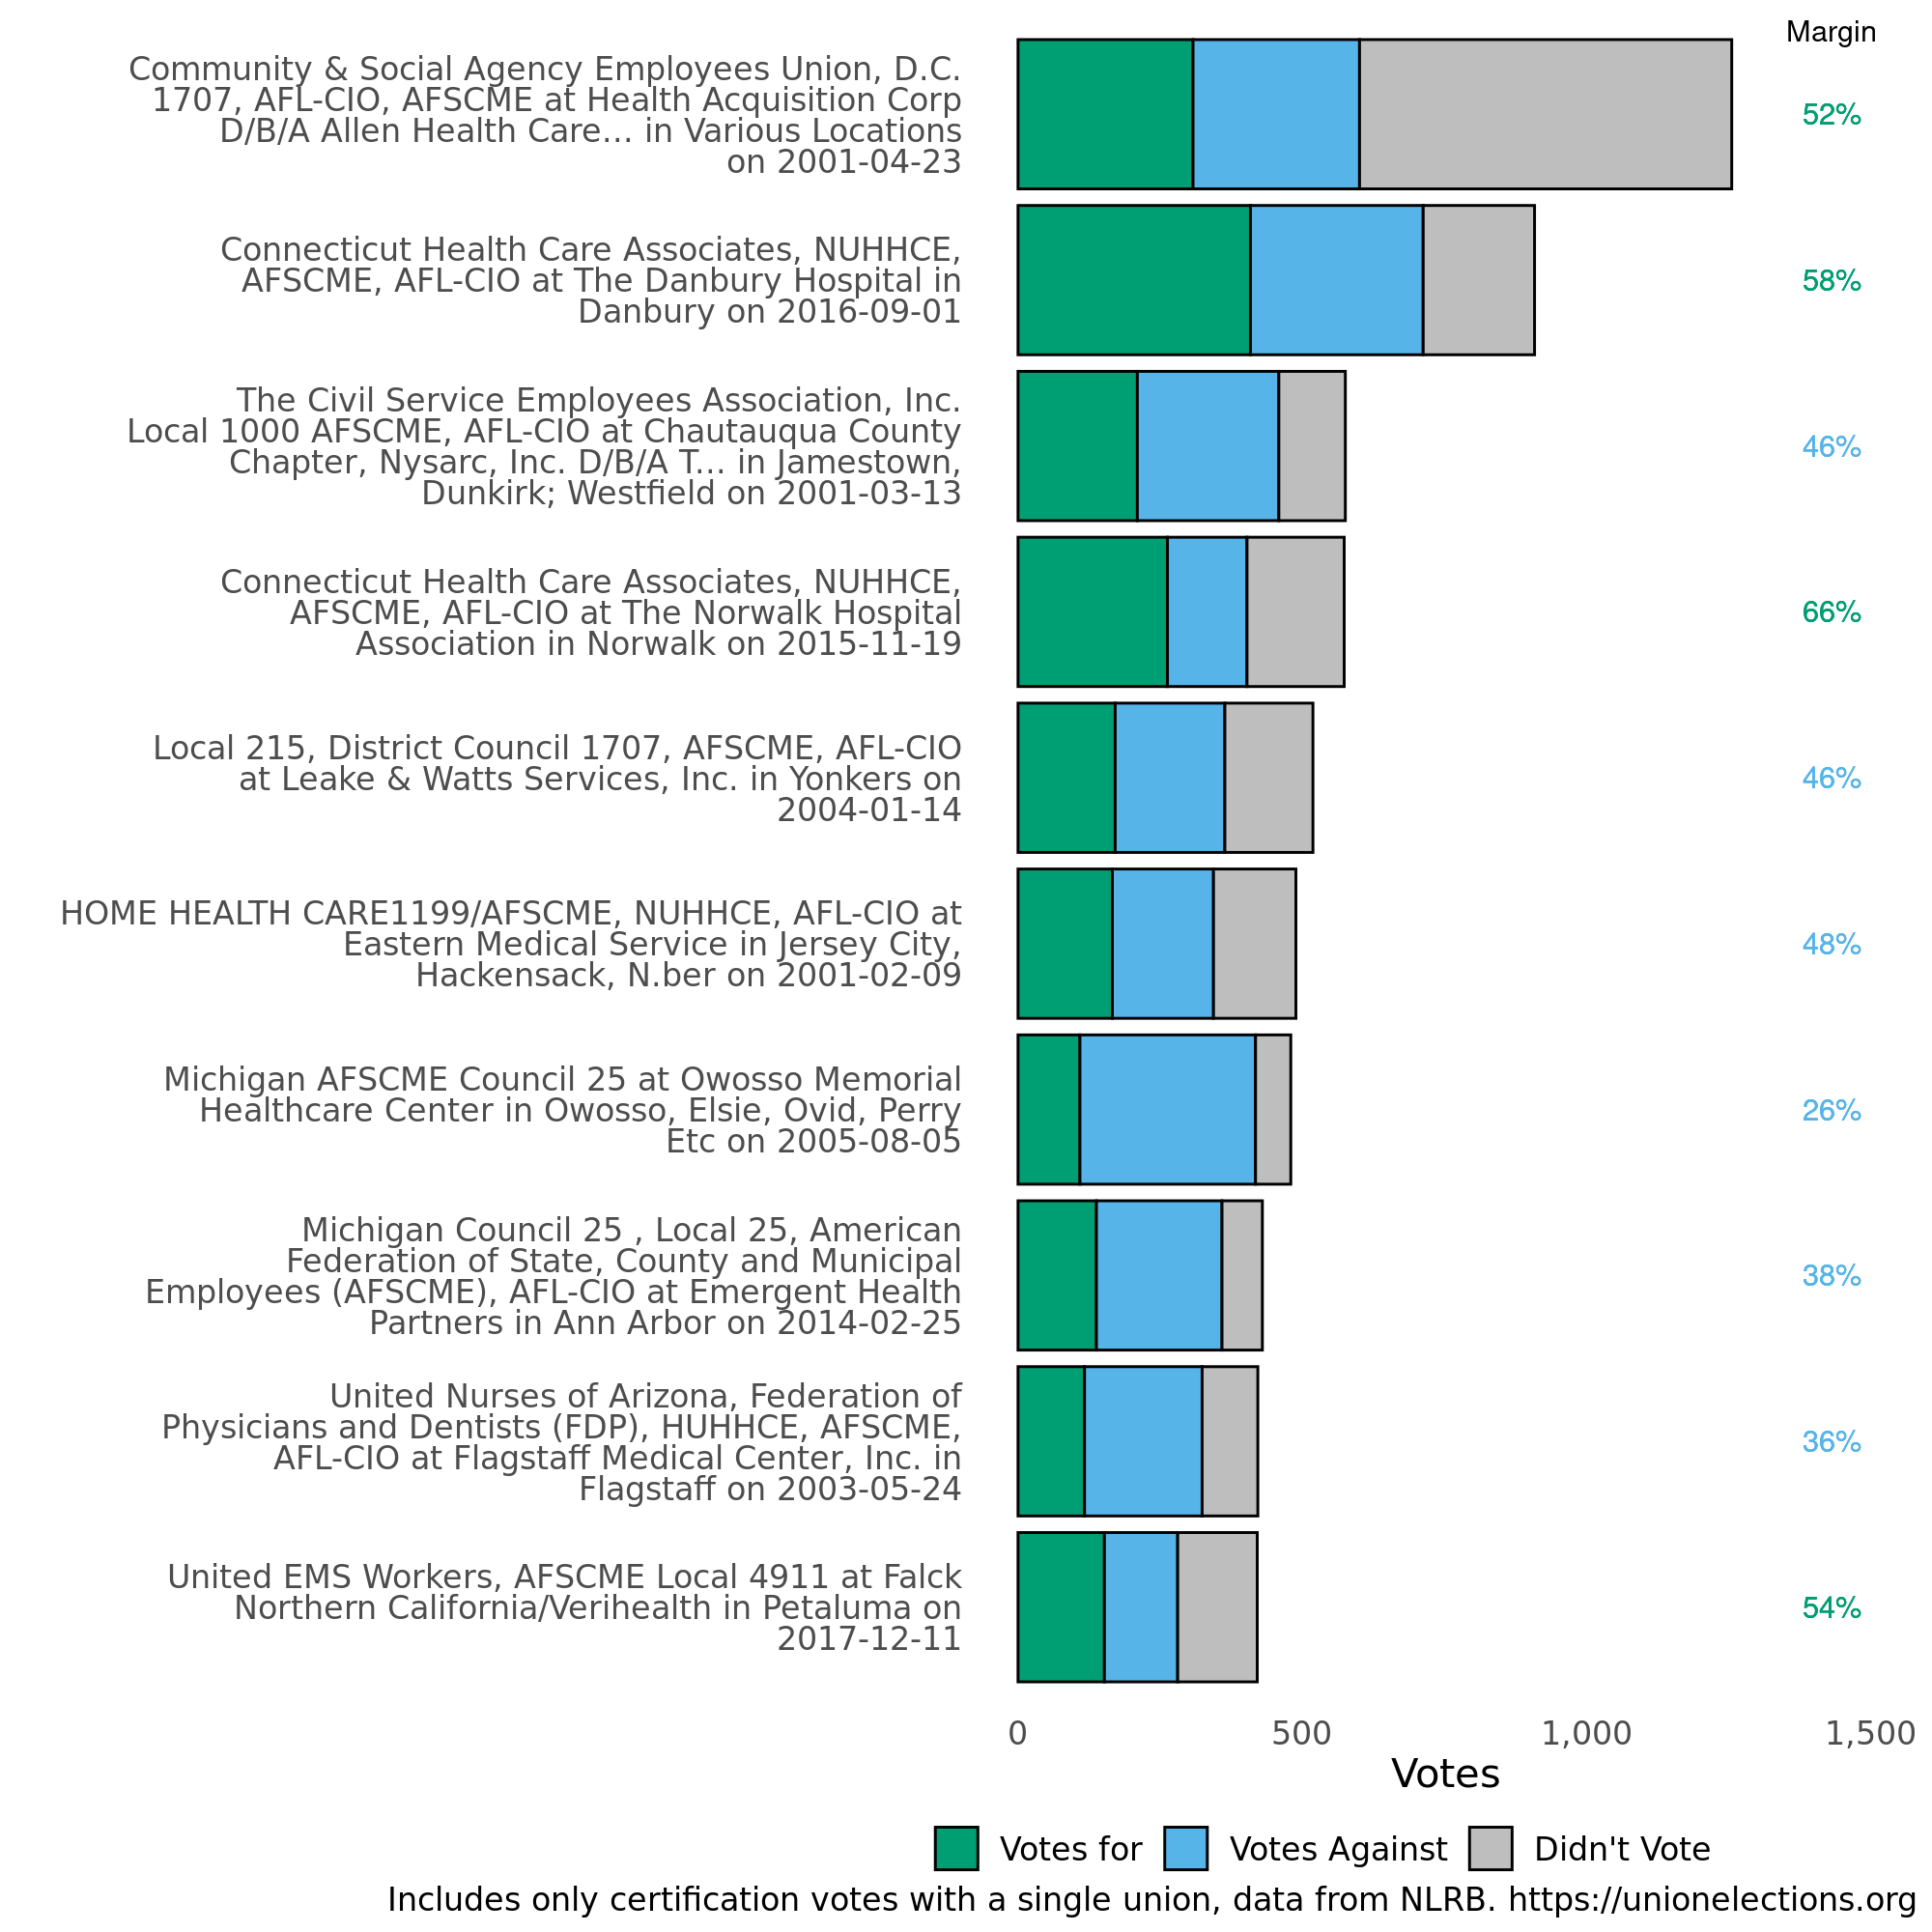 Margin
Community & Social Agency Employees Union, D.C.
1707, AFL-CIO, AFSCME at Health Acquisition Corp
D/B/A Allen Health Care... in Various Locations
on 2001-04-23
52%
Connecticut Health Care Associates, NUHHCE,
AFSCME, AFL-CIO at The Danbury Hospital in
Danbury on 2016-09-01
58%
The Civil Service Employees Association, Inc.
Local 1000 AFSCME, AFL-CIO at Chautauqua County
Chapter, Nysarc, Inc. D/B/A T... in Jamestown,
Dunkirk; Westfield on 2001-03-13
46%
Connecticut Health Care Associates, NUHHCE,
AFSCME, AFL-CIO at The Norwalk Hospital
Association in Norwalk on 2015-11-19
66%
Local 215, District Council 1707, AFSCME, AFL-CIO
at Leake & Watts Services, Inc. in Yonkers on
2004-01-14
46%
HOME HEALTH CARE1199/AFSCME, NUHHCE, AFL-CIO at
Eastern Medical Service in Jersey City,
Hackensack, N.ber on 2001-02-09
48%
Michigan AFSCME Council 25 at Owosso Memorial
Healthcare Center in Owosso, Elsie, Ovid, Perry
Etc on 2005-08-05
26%
Michigan Council 25 , Local 25, American
Federation of State, County and Municipal
Employees (AFSCME), AFL-CIO at Emergent Health
Partners in Ann Arbor on 2014-02-25
38%
United Nurses of Arizona, Federation of
Physicians and Dentists (FDP), HUHHCE, AFSCME,
AFL-CIO at Flagstaff Medical Center, Inc. in
Flagstaff on 2003-05-24
36%
United EMS Workers, AFSCME Local 4911 at Falck
Northern California/Verihealth in Petaluma on
2017-12-11
54%
0 500 1,000 1,500
Votes
Votes for Votes Against Didn't Vote
Includes only certification votes with a single union, data from NLRB. https://unionelections.org